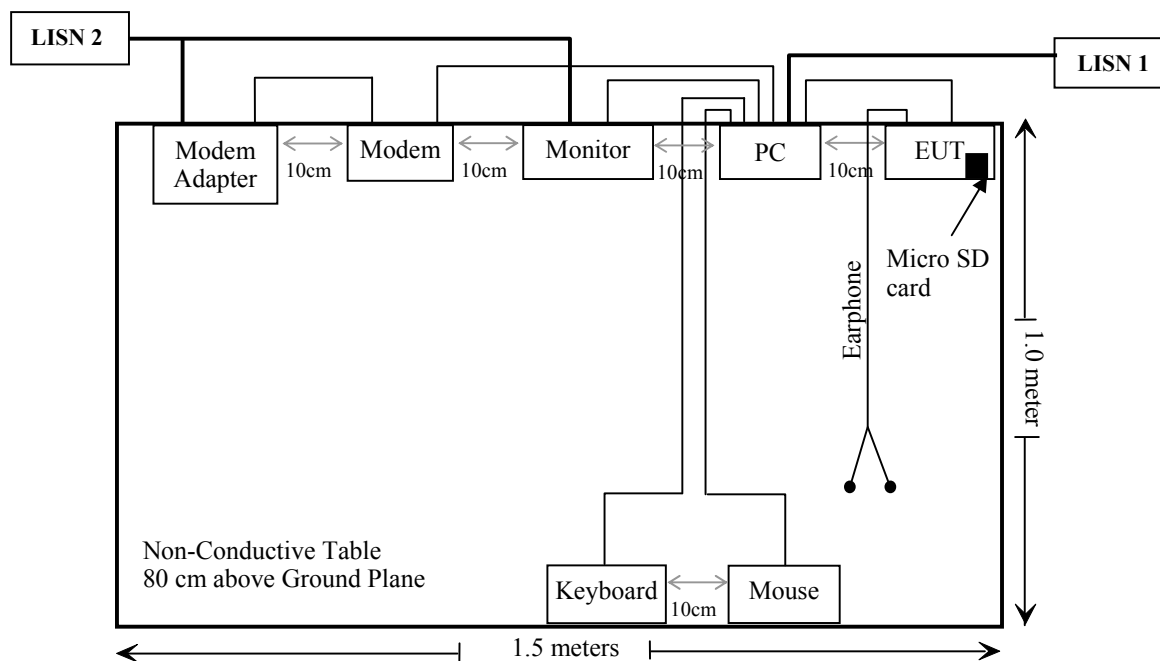 LISN 2
LISN 1
Modem
Adapter
10cm
Modem
10cm
Monitor
10cm
PC
10cm
EUT
Micro SD
card
Earphone
1.0 meter
Non-Conductive Table
80 cm above Ground Plane
Keyboard
10cm
Mouse
1.5 meters